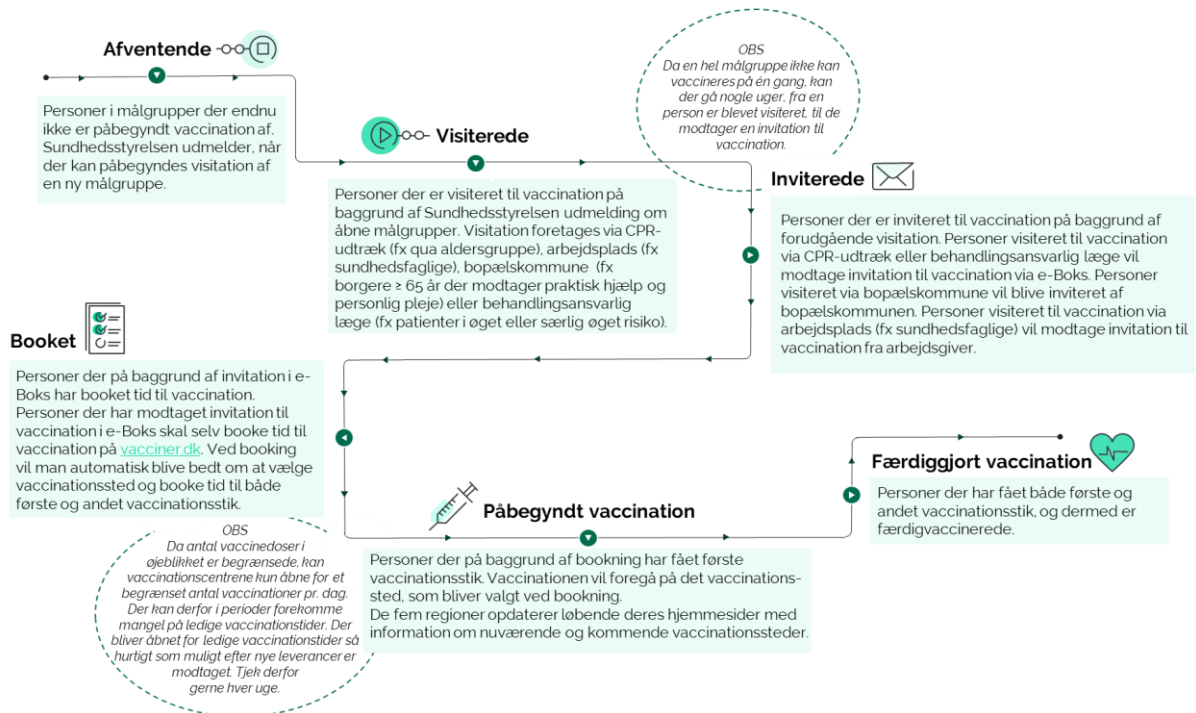 Afventende
Personer i målgrupper der endnu
ikke er påbegyndt vaccination af.
Sundhedsstyrelsen udmelder, når
der kan påbegyndes visitation af
en ny målgruppe.
Visiterede
Personer der er visiteret til vaccination på
baggrund af Sundhedsstyrelsen udmelding om
åbne målgrupper. Visitation foretages via CPR-
udtræk (fx qua aldersgruppe), arbejdsplads (fx
sundhedsfaglige), bopælskommune (fx
borgere ≥ 65 år der modtager praktisk hjælp og
personlig pleje) eller behandlingsansvarlig
læge (fx patienter i øget eller særlig øget risiko).
OBS
Da en hel målgruppe ikke kan
vaccineres på én gang, kan
der gå nogle uger, fra en
person er blevet visiteret, til de
modtager en invitation til
vaccination.
Inviterede
Personer der er inviteret til vaccination på baggrund af
forudgående visitation. Personer visiteret til vaccination
via CPR-udtræk eller behandlingsansvarlig læge vil
modtage invitation til vaccination via e-Boks. Personer
visiteret via bopælskommune vil blive inviteret af
bopælskommunen. Personer visiteret til vaccination via
arbejdsplads (fx sundhedsfaglige) vil modtage invitation til
vaccination fra arbejdsgiver.
Booket
Personer der på baggrund af invitation i e-
Boks har booket tid til vaccination.
Personer der har modtaget invitation til
vaccination i e-Boks skal selv booke tid til
vaccination på vacciner.dk. Ved booking
vil man automatisk blive bedt om at vælge
vaccinationssted og booke tid til både
første og andet vaccinationsstik.
OBS
Da antal vaccinedoser i
øjeblikket er begrænsede, kan
vaccinationscentrene kun åbne for et
begrænset antal vaccinationer pr. dag.
Der kan derfor i perioder forekomme
mangel på ledige vaccinationstider. Der
bliver åbnet for ledige vaccinationstider så
hurtigt som muligt efter nye leverancer er
modtaget. Tjek derfor
gerne hver uge.
Påbegyndt vaccination
Personer der på baggrund af bookning har fået første
vaccinationsstik. Vaccinationen vil foregå på det vaccinations-
sted, som bliver valgt ved bookning.
De fem regioner opdaterer løbende deres hjemmesider med
information om nuværende og kommende vaccinationssteder.
Færdiggjort vaccination
Personer der har fået både første og
andet vaccinationsstik, og dermed er
færdigvaccinerede.